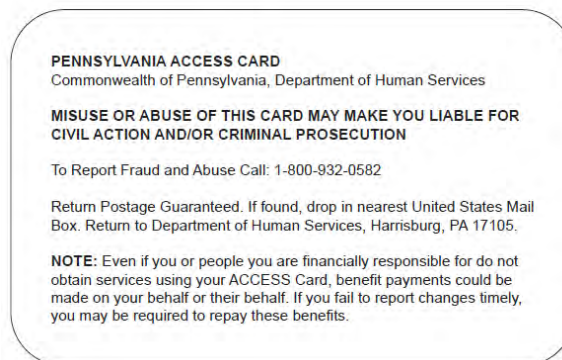 PENNSYLVANIA ACCESS CARD
Commonwealth of Pennsylvania, Department of Human Services
MISUSE OR ABUSE OF THIS CARD MAY MAKE YOU LIABLE FOR
CIVIL ACTION AND/OR CRIMINAL PROSECUTION
To Report Fraud and Abuse Call: 1-800-932-0582
Return Postage Guaranteed. If found, drop in nearest United States Mail
Box. Return to Department of Human Services, Harrisburg, PA 17105.
NOTE: Even if you or people you are financially responsible for do not
obtain services using your ACCESS Card, benefit payments could be
made on your behalf or their behalf. If you fail to report changes timely,
you may be required to repay these benefits.